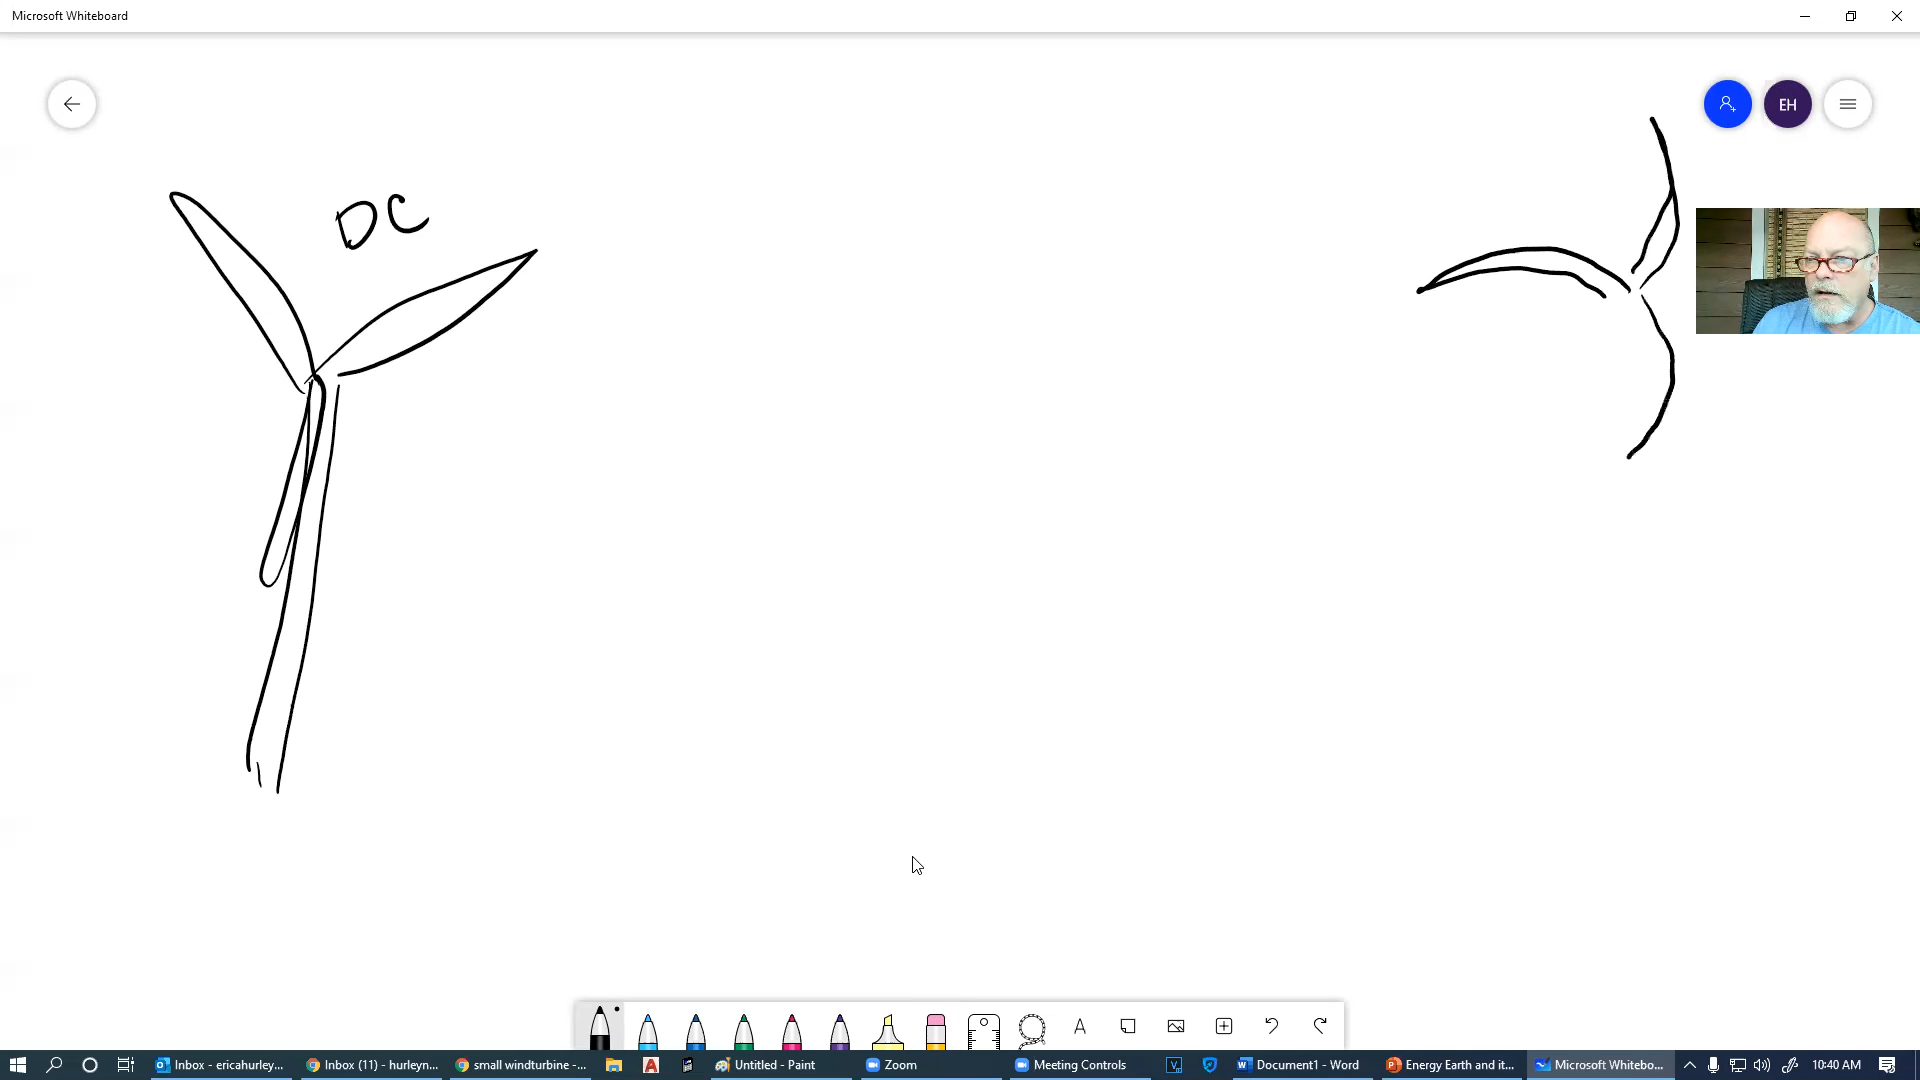 Microsoft Whiteboard
EH
DC
A
Inbox - ericahurley...
Inbox (11) - hurleyn...
small windturbine -...
Untitled - Paint
Zoom
Meeting Controls
Document1 - Word
Energy Earth and it...
Microsoft Whitebo...
10:40 AM